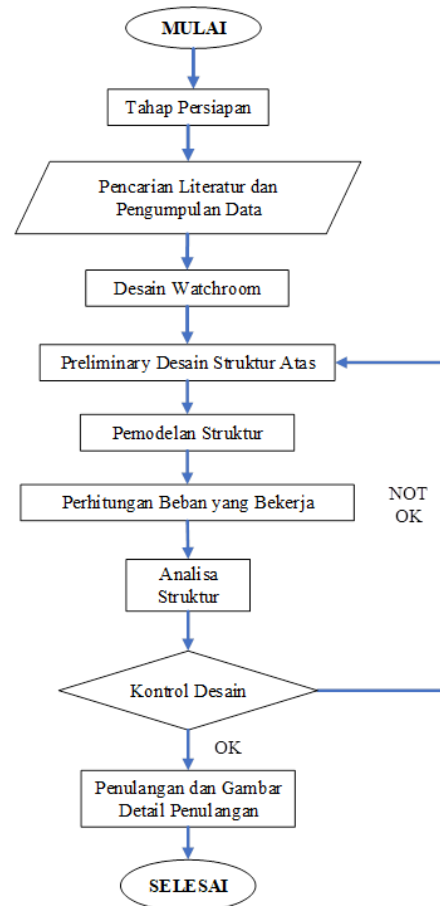 MULAI
Tahap Persiapan
Pencarian Literatur dan
Pengumpulan Data
Desain Watchroom
Preliminary Desain Struktur Atas
Pemodelan Struktur
Perhitungan Beban yang Bekerja
NOT
OK
Analisa
Struktur
Kontrol Desain
OK
Penulangan dan Gambar
Detail Penulangan
SELESAI